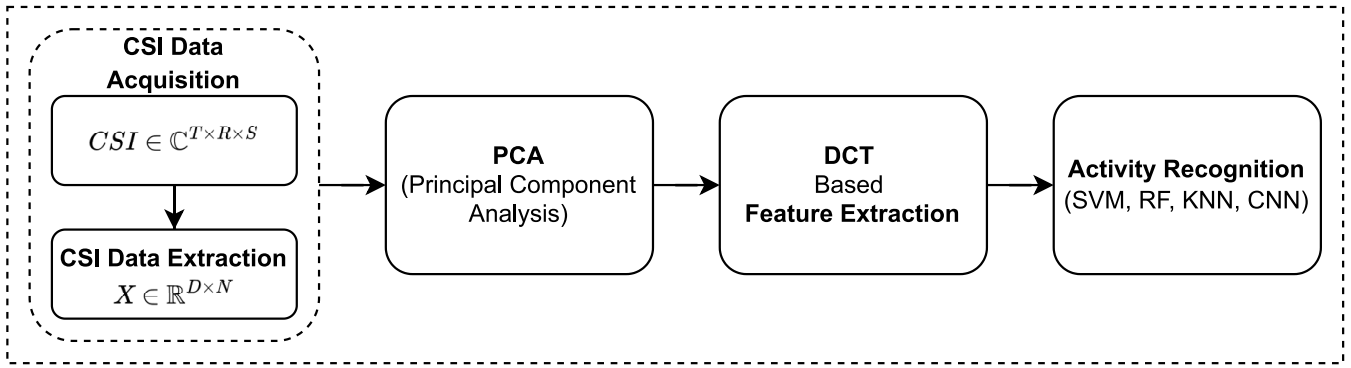 CSI Data
Acquisition
CSI ∈ ℂ^{T×R×S}
CSI Data Extraction
X ∈ ℝ^{D×N}
PCA
(Principal Component
Analysis)
DCT
Based
Feature Extraction
Activity Recognition
(SVM, RF, KNN, CNN)